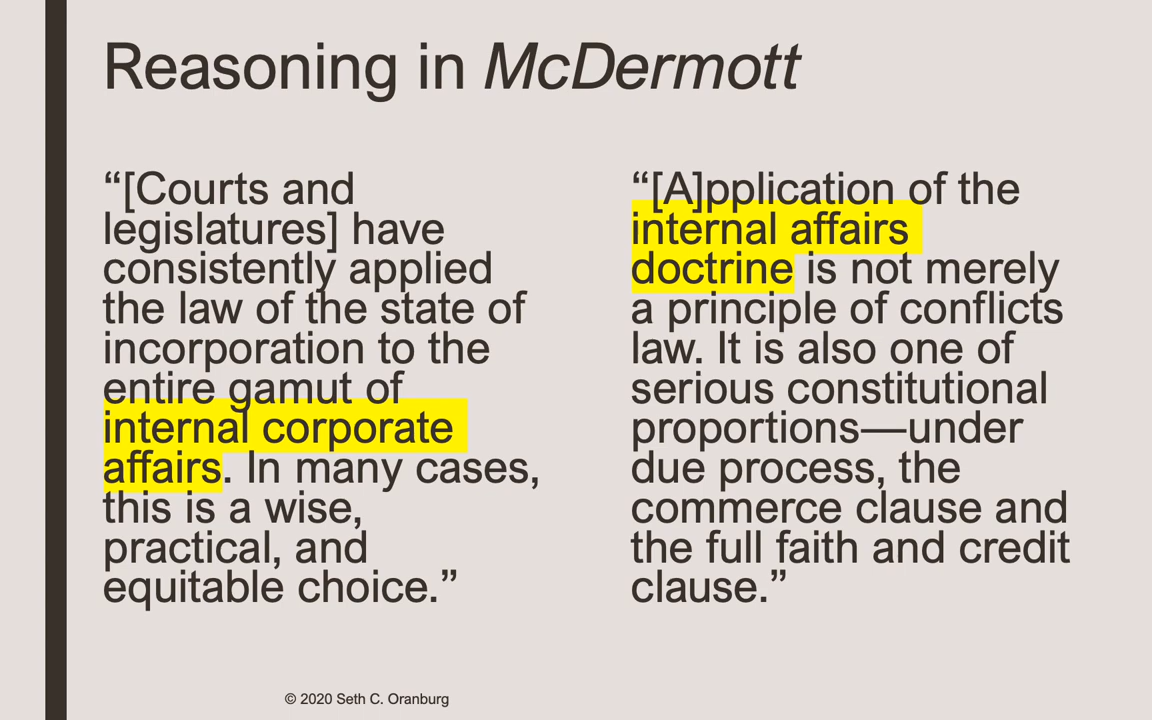 Reasoning in McDermott
“[Courts and
legislatures] have
consistently applied
the law of the state of
incorporation to the
entire gamut of
internal corporate
affairs. In many cases,
this is a wise,
practical, and
equitable choice.”
“[A]pplication of the
internal affairs
doctrine is not merely
a principle of conflicts
law. It is also one of
serious constitutional
proportions—under
due process, the
commerce clause and
the full faith and credit
clause.”
© 2020 Seth C. Oranburg